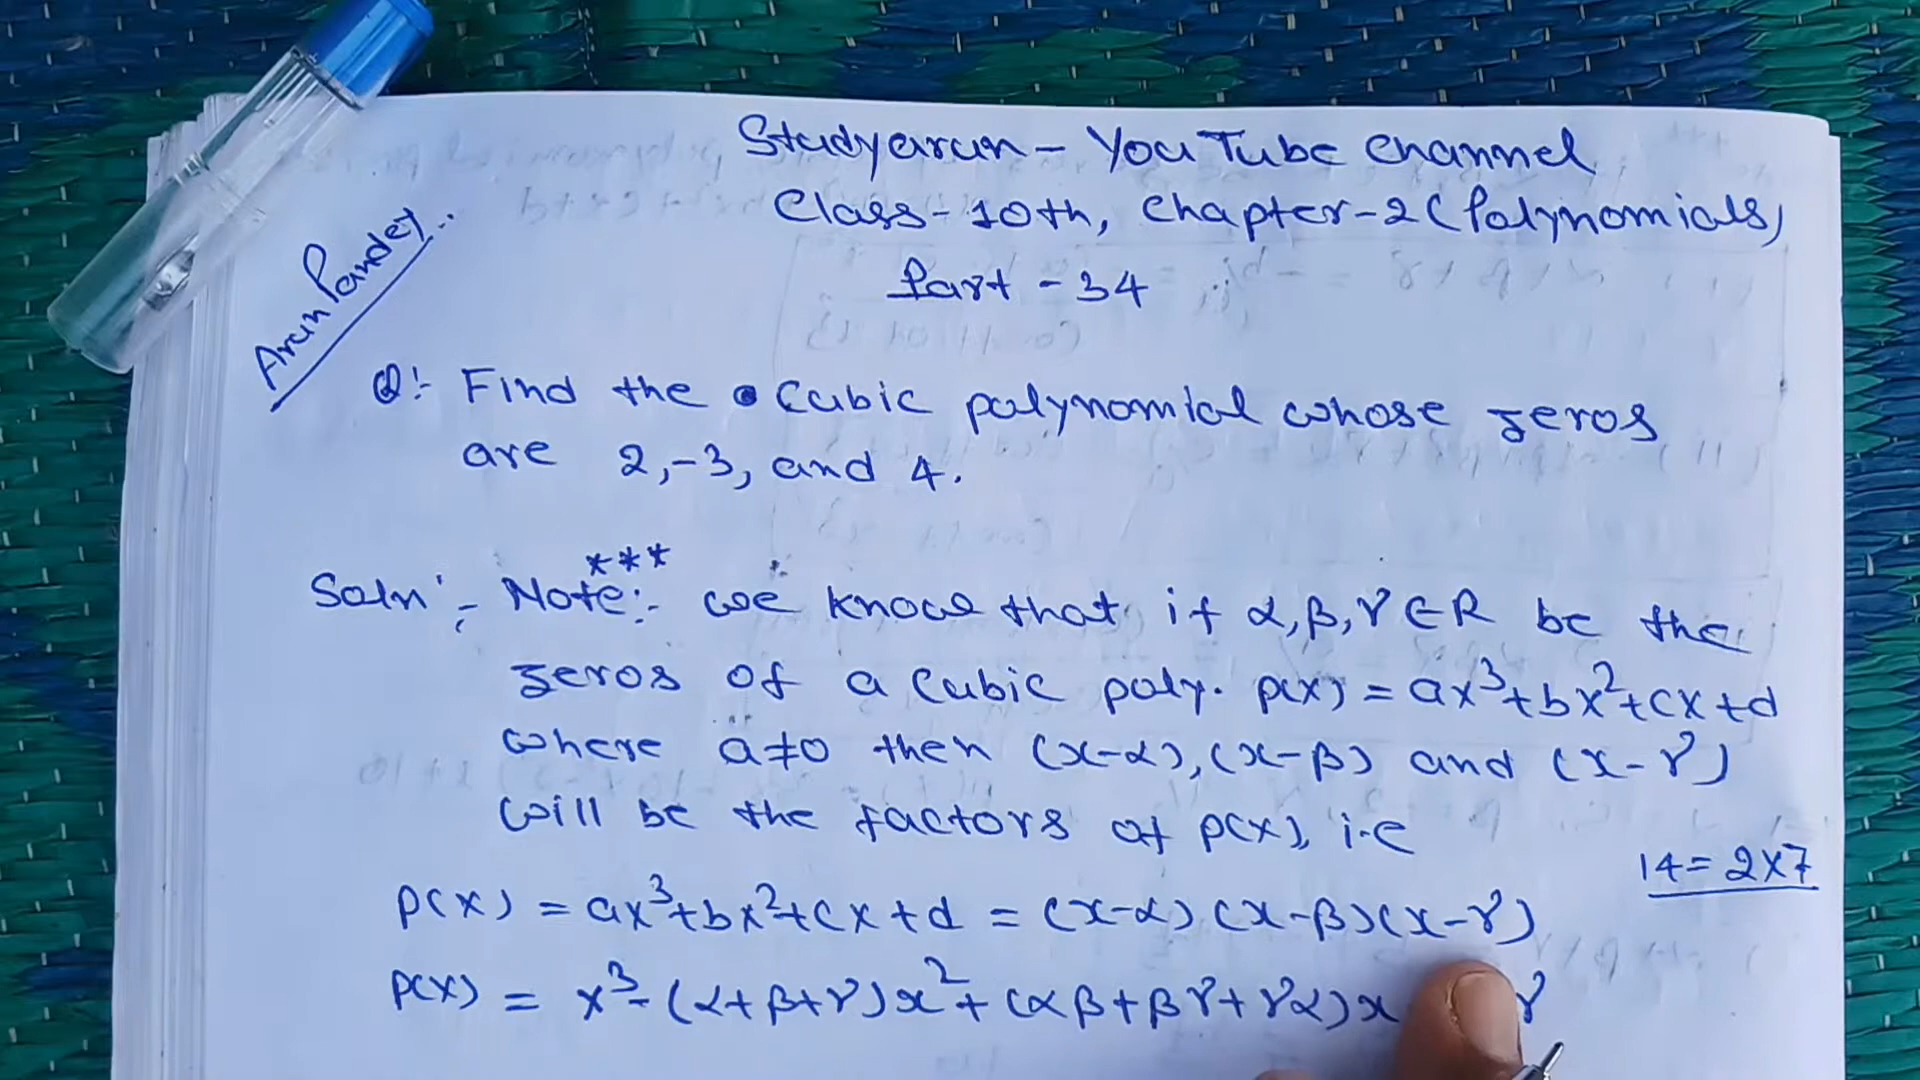 Studyarun - YouTube channel
Class-10th, Chapter-2 (Polynomials)
Part - 34
Arun Pandey..
Q:- Find the cubic polynomial whose zeros
are 2, -3, and 4.
***
Soln:- Note:- we know that if α, β, γ ∈ R be the
zeros of a cubic poly. p(x) = ax³+bx²+cx+d
where a≠0 then (x-α), (x-β) and (x-γ)
will be the factors of p(x), i.e
14 = 2x7
p(x) = ax³+bx²+cx+d = (x-α) (x-β)(x-γ)
p(x) = x³-(α+β+γ)x²+(αβ+βγ+γα)x γ